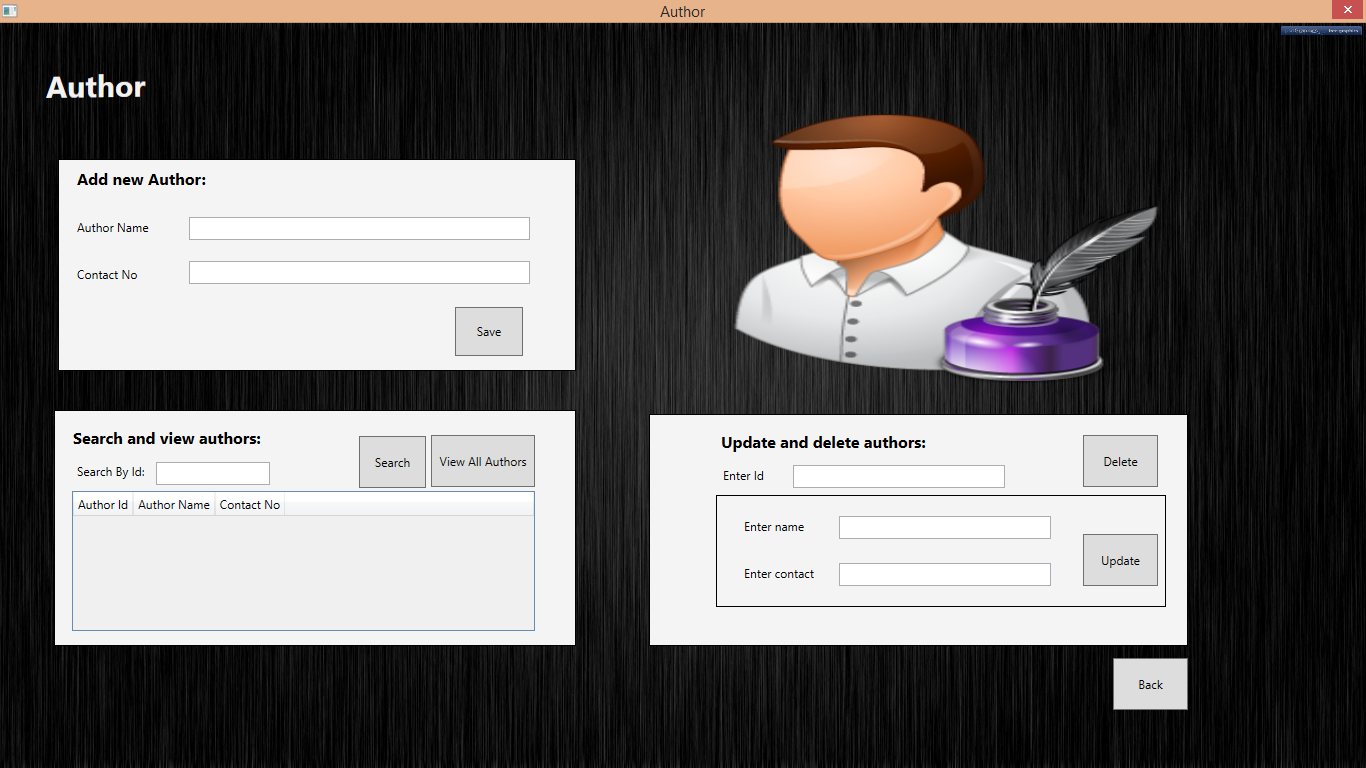 Author
Author
Add new Author:
Author Name
Contact No
Save
Search and view authors:
Search By Id:
Search
View All Authors
Author Id Author Name Contact No
Update and delete authors:
Enter Id
Delete
Enter name
Enter contact
Update
Back